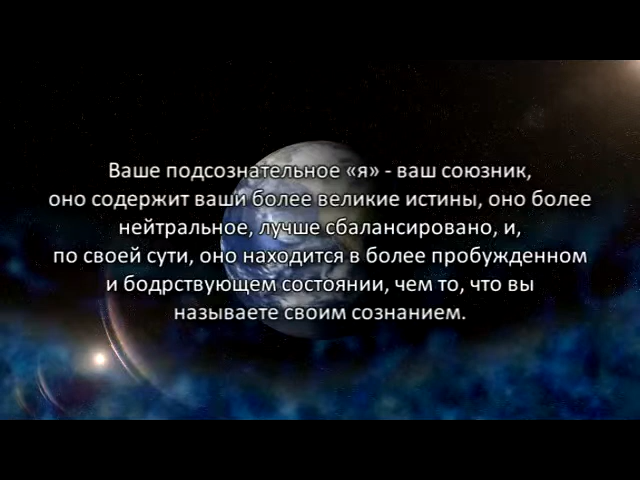 Ваше подсознательное «я» - ваш союзник,
оно содержит ваши более великие истины, оно более
нейтральное, лучше сбалансировано, и,
по своей сути, оно находится в более пробужденном
и бодрствующем состоянии, чем то, что вы
называете своим сознанием.